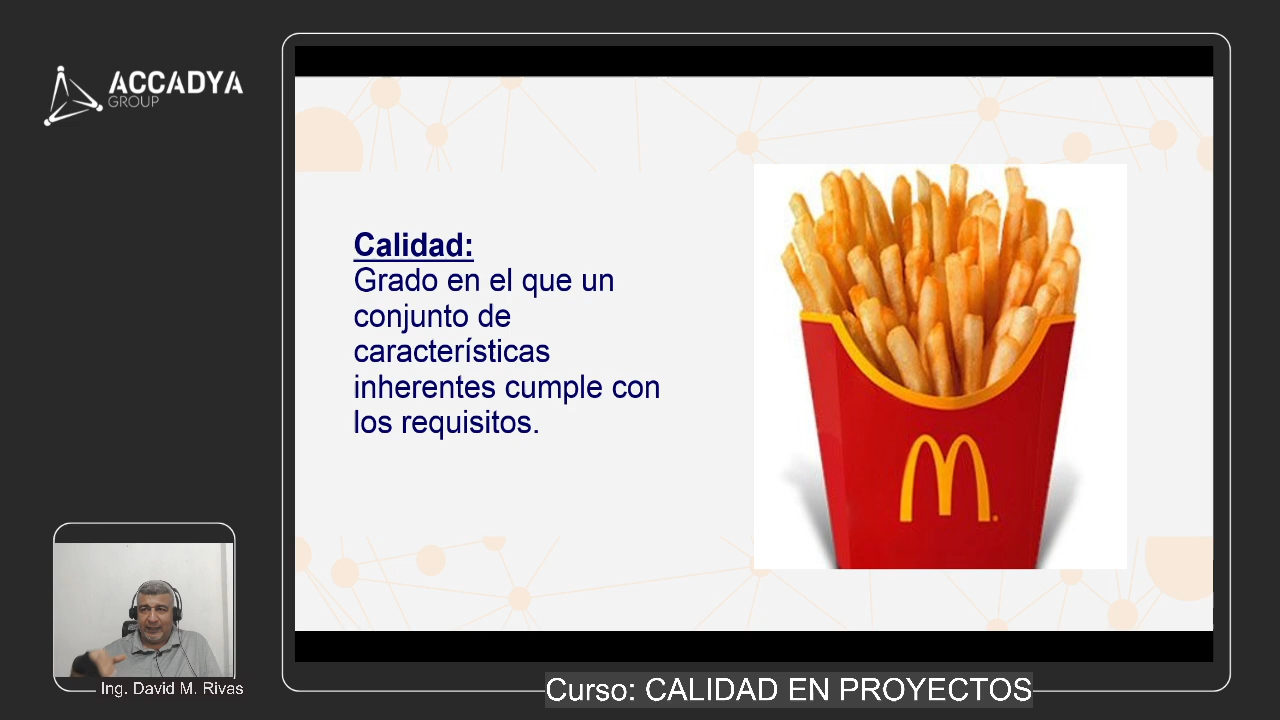 ACCADYA
GROUP
Calidad:
Grado en el que un
conjunto de
características
inherentes cumple con
los requisitos.
M
Ing. David M. Rivas
Curso: CALIDAD EN PROYECTOS